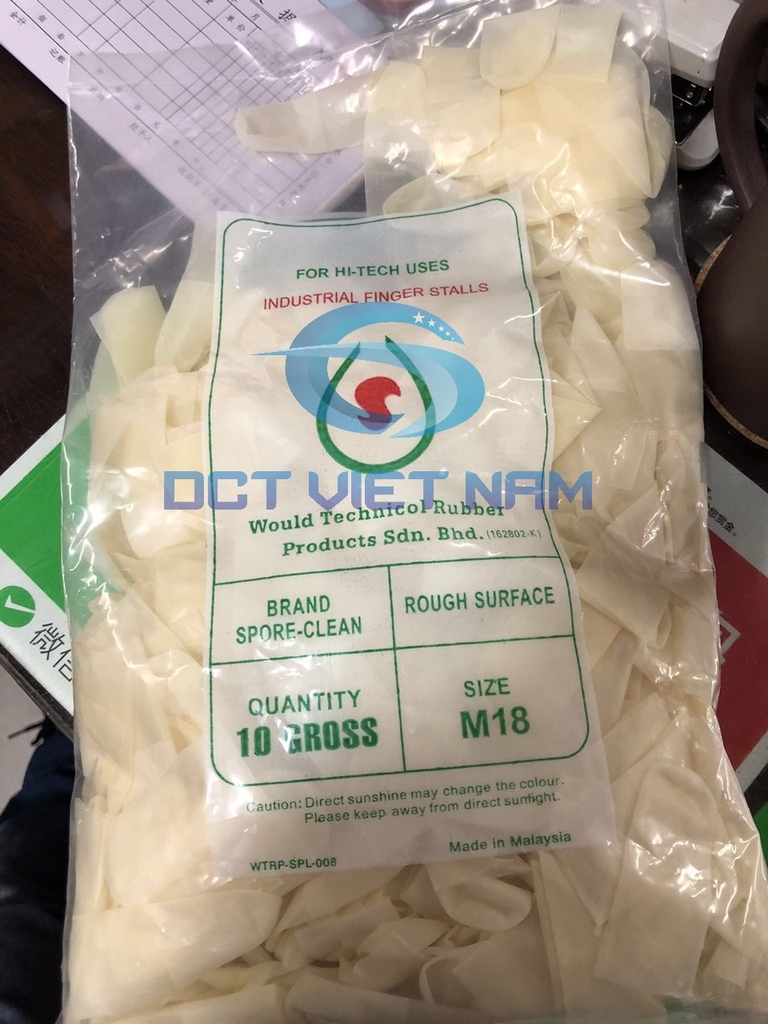 FOR HI-TECH USES
INDUSTRIAL FINGER STALLS
DCT VIET NAM
Would Technicol Rubber
Products Sdn. Bhd. (162802-K)
BRAND
SPORE-CLEAN
ROUGH SURFACE
QUANTITY
10 GROSS
SIZE
M18
Caution: Direct sunshine may change the colour.
Please keep away from direct sunlight.
Made in Malaysia
WTRP-SPL-008
微信